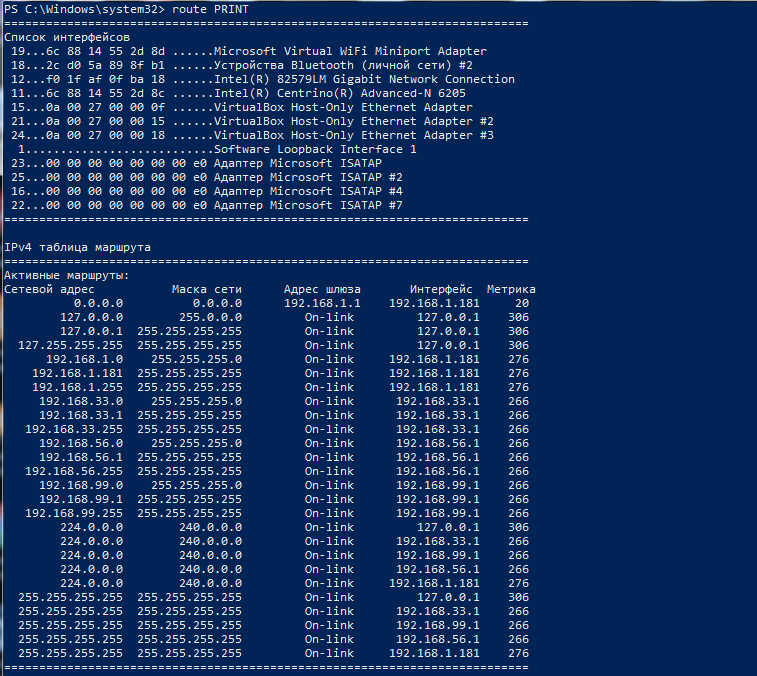 PS C:\Windows\system32> route PRINT
===========================================================================
Список интерфейсов
 19...6c 88 14 55 2d 8d ......Microsoft Virtual WiFi Miniport Adapter
 18...2c d0 5a 89 8f b1 ......Устройства Bluetooth (личной сети) #2
 12...f0 1f af 0f ba 18 ......Intel(R) 82579LM Gigabit Network Connection
 11...6c 88 14 55 2d 8c ......Intel(R) Centrino(R) Advanced-N 6205
 15...0a 00 27 00 00 0f ......VirtualBox Host-Only Ethernet Adapter
 21...0a 00 27 00 00 15 ......VirtualBox Host-Only Ethernet Adapter #2
 24...0a 00 27 00 00 18 ......VirtualBox Host-Only Ethernet Adapter #3
  1...........................Software Loopback Interface 1
 23...00 00 00 00 00 00 00 e0 Адаптер Microsoft ISATAP
 25...00 00 00 00 00 00 00 e0 Адаптер Microsoft ISATAP #2
 16...00 00 00 00 00 00 00 e0 Адаптер Microsoft ISATAP #4
 22...00 00 00 00 00 00 00 e0 Адаптер Microsoft ISATAP #7
===========================================================================
IPv4 таблица маршрута
===========================================================================
Активные маршруты:
Сетевой адрес           Маска сети      Адрес шлюза       Интерфейс  Метрика
          0.0.0.0          0.0.0.0      192.168.1.1    192.168.1.181     20
        127.0.0.0        255.0.0.0         On-link         127.0.0.1    306
        127.0.0.1  255.255.255.255         On-link         127.0.0.1    306
  127.255.255.255  255.255.255.255         On-link         127.0.0.1    306
      192.168.1.0    255.255.255.0         On-link     192.168.1.181    276
    192.168.1.181  255.255.255.255         On-link     192.168.1.181    276
    192.168.1.255  255.255.255.255         On-link     192.168.1.181    276
     192.168.33.0    255.255.255.0         On-link      192.168.33.1    266
     192.168.33.1  255.255.255.255         On-link      192.168.33.1    266
   192.168.33.255  255.255.255.255         On-link      192.168.33.1    266
     192.168.56.0    255.255.255.0         On-link      192.168.56.1    266
     192.168.56.1  255.255.255.255         On-link      192.168.56.1    266
   192.168.56.255  255.255.255.255         On-link      192.168.56.1    266
     192.168.99.0    255.255.255.0         On-link      192.168.99.1    266
     192.168.99.1  255.255.255.255         On-link      192.168.99.1    266
   192.168.99.255  255.255.255.255         On-link      192.168.99.1    266
        224.0.0.0        240.0.0.0         On-link         127.0.0.1    306
        224.0.0.0        240.0.0.0         On-link      192.168.33.1    266
        224.0.0.0        240.0.0.0         On-link      192.168.99.1    266
        224.0.0.0        240.0.0.0         On-link      192.168.56.1    266
        224.0.0.0        240.0.0.0         On-link     192.168.1.181    276
  255.255.255.255  255.255.255.255         On-link         127.0.0.1    306
  255.255.255.255  255.255.255.255         On-link      192.168.33.1    266
  255.255.255.255  255.255.255.255         On-link      192.168.99.1    266
  255.255.255.255  255.255.255.255         On-link      192.168.56.1    266
  255.255.255.255  255.255.255.255         On-link     192.168.1.181    276
===========================================================================